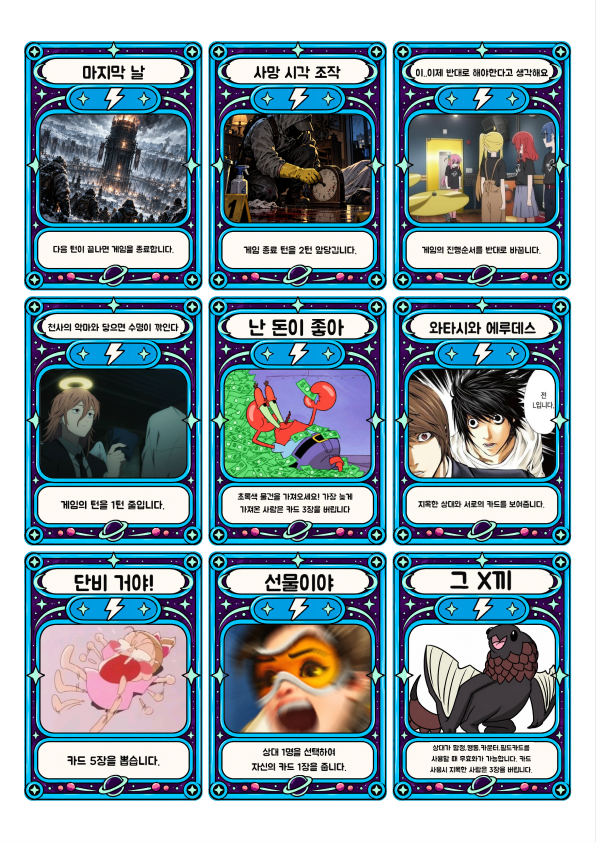 마지막 날
다음 턴이 끝나면 게임을 종료합니다.
사망 시각 조작
게임 종료 턴을 2턴 앞당깁니다.
이..이제 반대로 해야한다고 생각해요
게임의 진행순서를 반대로 바꿉니다.
천사의 악마와 닿으면 수명이 깎인다
게임의 턴을 1턴 줄입니다.
난 돈이 좋아
초록색 물건을 가져오세요! 가장 늦게
가져온 사람은 카드 3장을 버립니다
와타시와 에루데스
전
L입니다.
지목한 상대와 서로의 카드를 보여줍니다.
단비 거야!
카드 5장을 뽑습니다.
선물이야
상대 1명을 선택하여
자신의 카드 1장을 줍니다.
그 X끼
상대가 함정,행동,카운터,필드카드를
사용할 때 무효화가 가능합니다. 카드
사용시 지목한 사람은 3장을 버립니다.